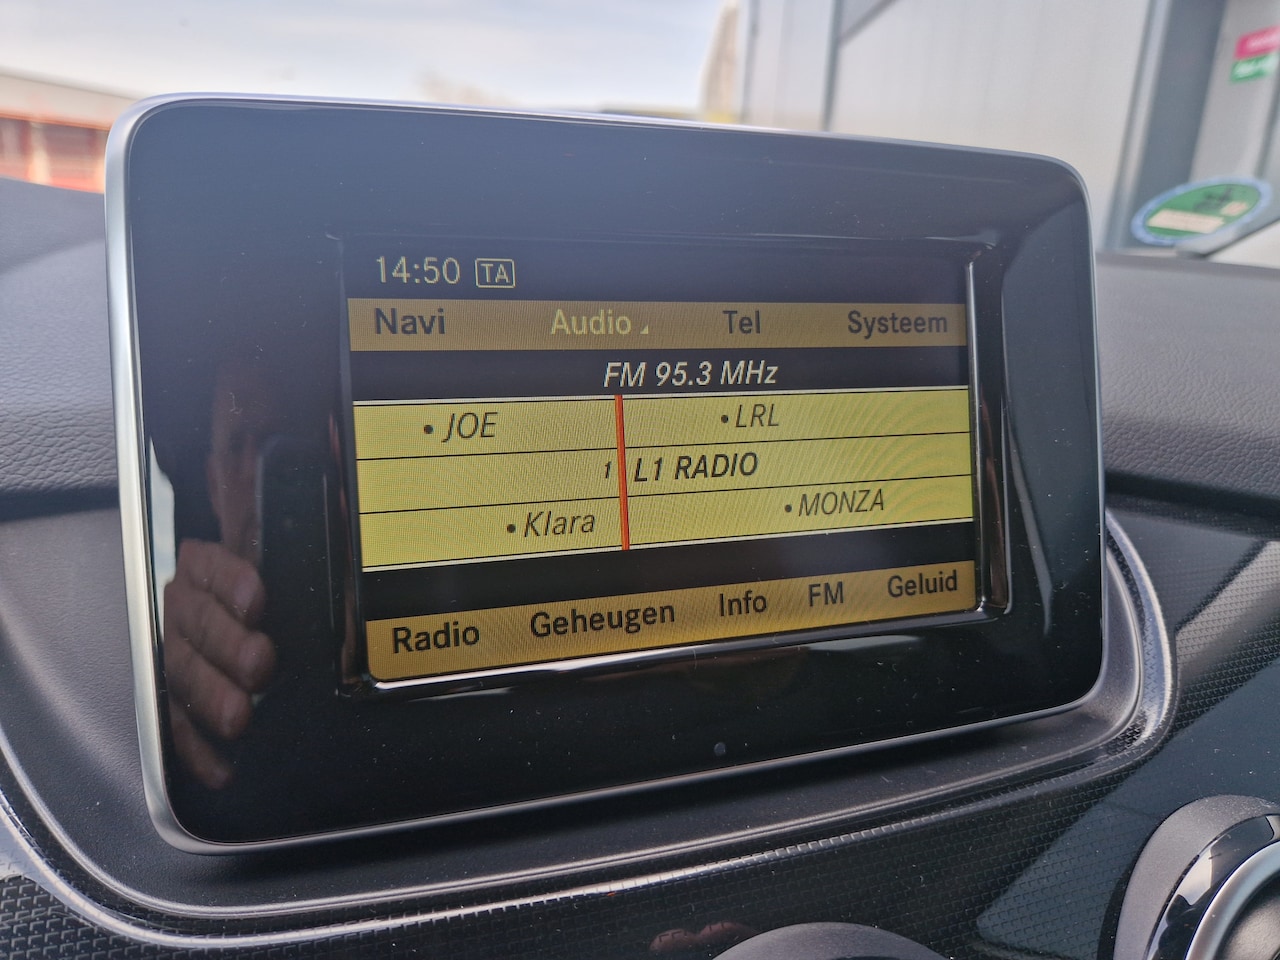 14:50 TA
Navi Audio Tel Systeem
FM 95.3 MHz
• JOE • LRL
1 L1 RADIO
• Klara • MONZA
Radio Geheugen Info FM Geluid